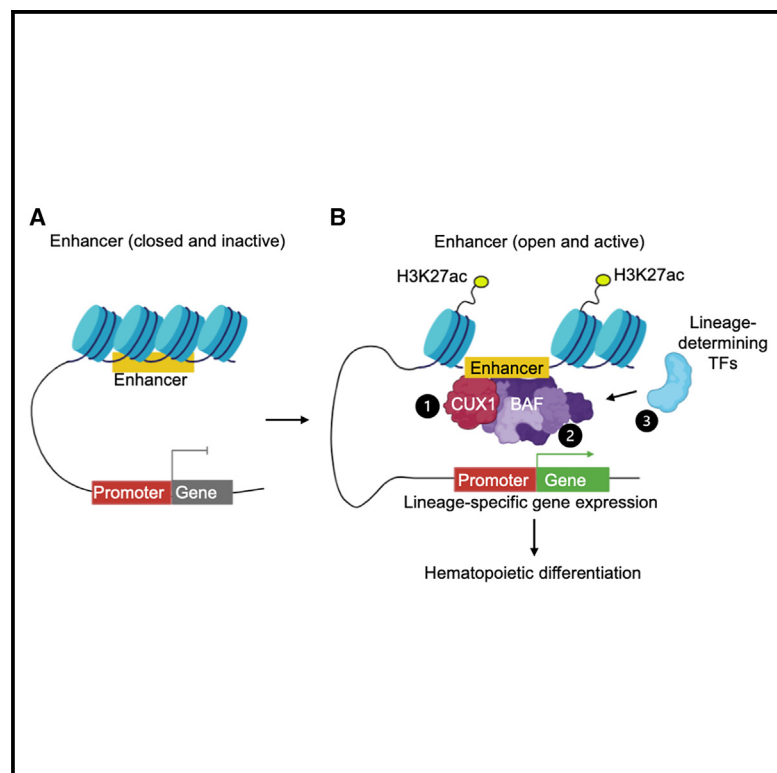 A
Enhancer (closed and inactive)
Enhancer
Promoter Gene
B
Enhancer (open and active)
H3K27ac
H3K27ac
Lineage-
determining
TFs
Enhancer
1 CUX1 BAF
2
3
Promoter Gene
Lineage-specific gene expression
Hematopoietic differentiation